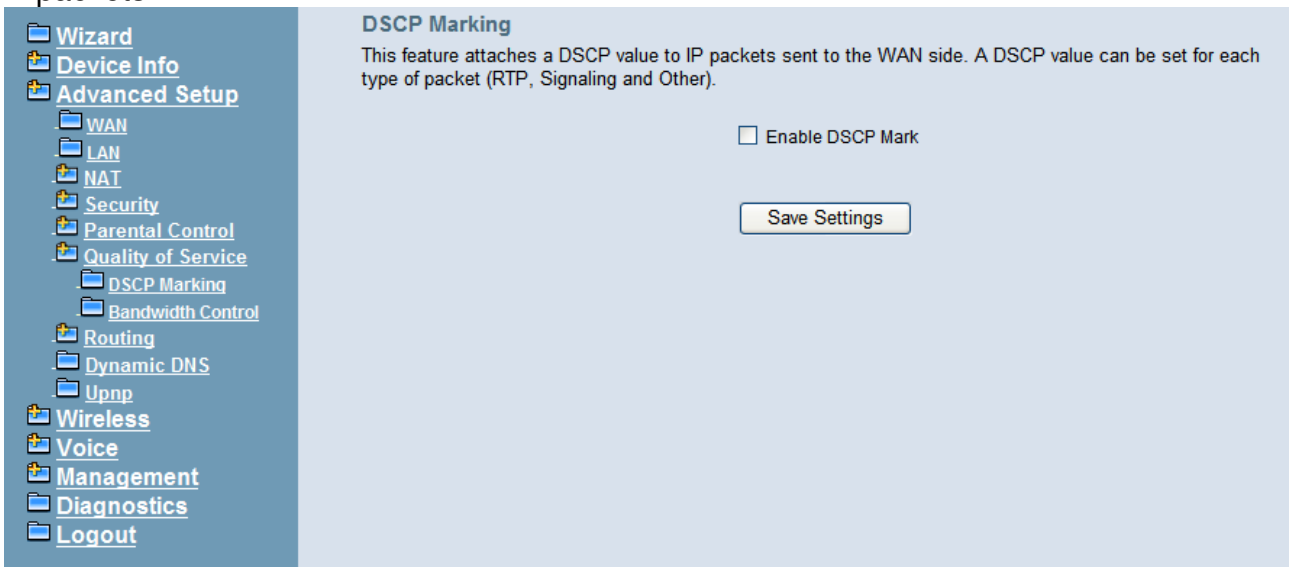 packets
Wizard
Device Info
Advanced Setup
WAN
LAN
NAT
Security
Parental Control
Quality of Service
DSCP Marking
Bandwidth Control
Routing
Dynamic DNS
Upnp
Wireless
Voice
Management
Diagnostics
Logout
DSCP Marking
This feature attaches a DSCP value to IP packets sent to the WAN side. A DSCP value can be set for each
type of packet (RTP, Signaling and Other).
Enable DSCP Mark
Save Settings